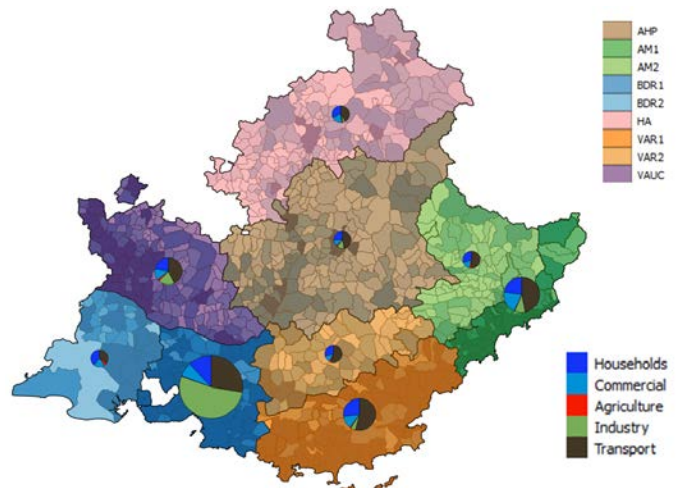 AHP
AM1
AM2
BDR1
BDR2
HA
VAR1
VAR2
VAUC
Households
Commercial
Agriculture
Industry
Transport